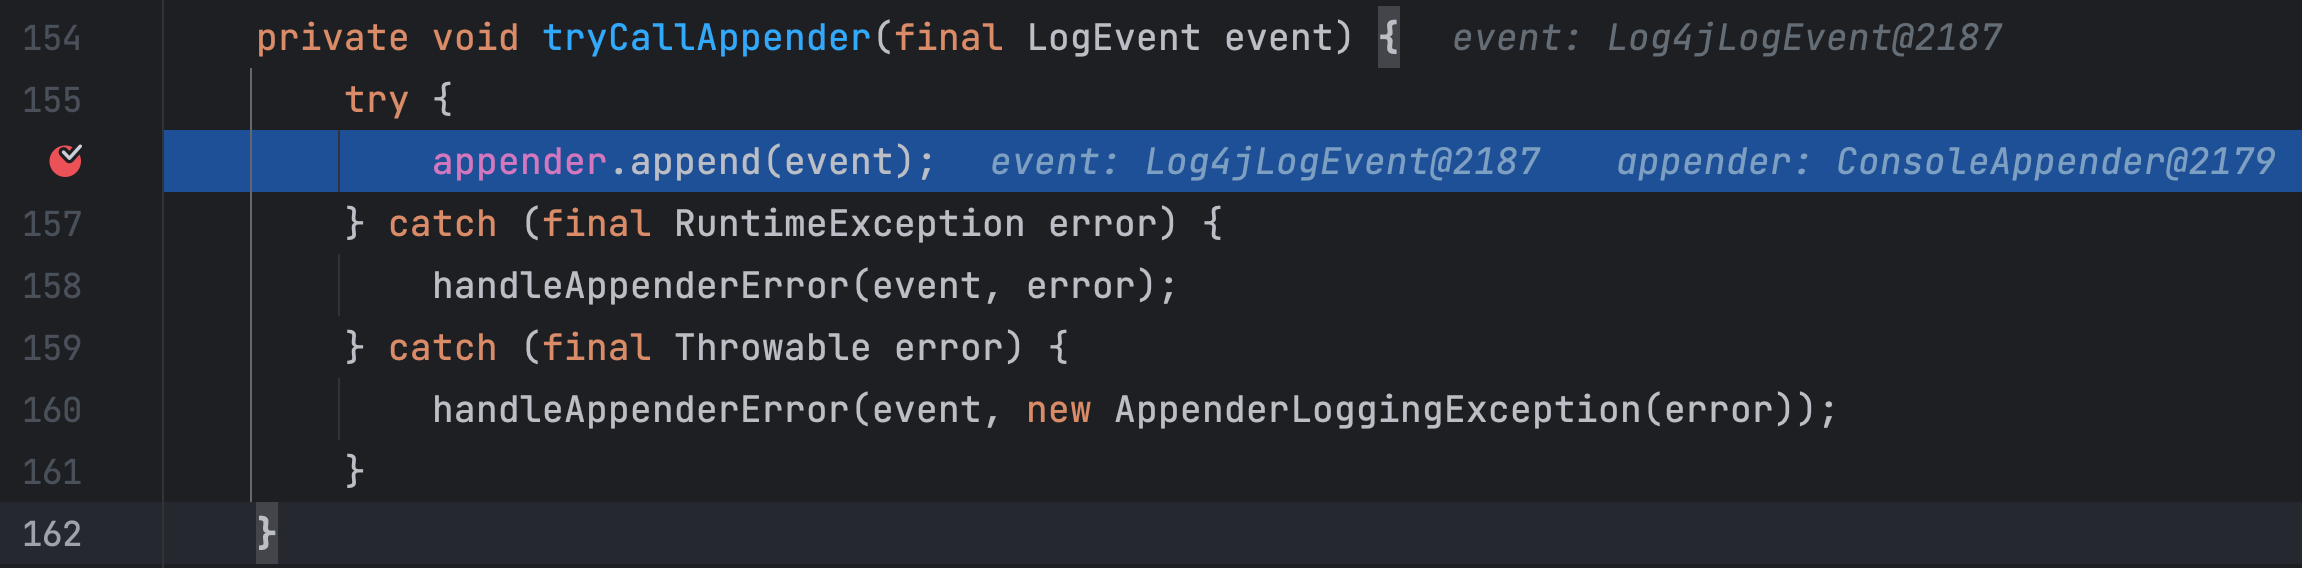 154 private void tryCallAppender(final LogEvent event) { event: Log4jLogEvent@2187
155 try {
appender.append(event); event: Log4jLogEvent@2187 appender: ConsoleAppender@2179
157 } catch (final RuntimeException error) {
158 handleAppenderError(event, error);
159 } catch (final Throwable error) {
160 handleAppenderError(event, new AppenderLoggingException(error));
161 }
162 }